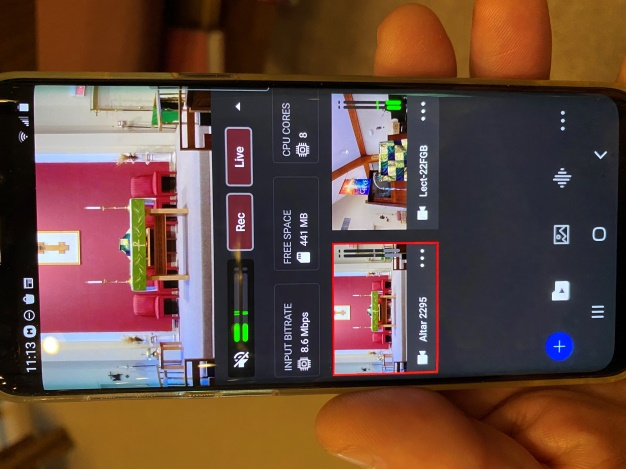 11:13
Rec
Live
INPUT BITRATE
8.6 Mbps
FREE SPACE
441 MB
CPU CORES
8
Altar 2295
Lect-22FGB